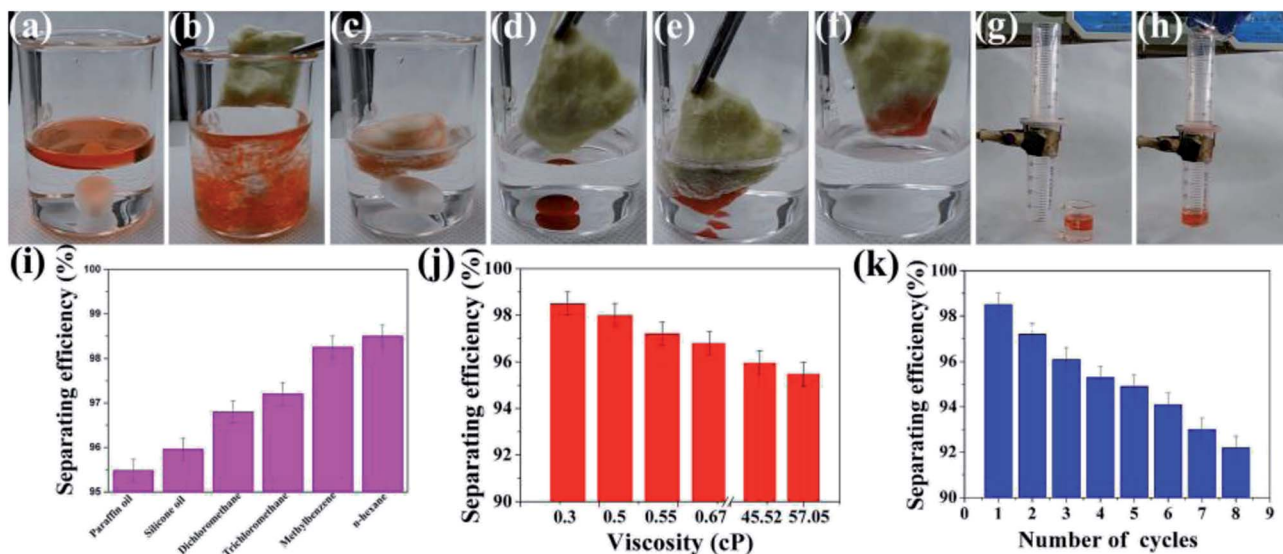 (a) (b) (c) (d) (e) (f) (g) (h)
(i)
Separating efficiency (%)
100
99
98
97
96
95
Paraffin oil
Silicone oil
Dichloromethane
Trichloromethane
Methylbenzene
n-hexane
(j)
Separating efficiency (%)
100
98
96
94
92
90
0.3 0.5 0.55 0.67 45.52 57.05
Viscosity (cP)
(k)
Separating efficiency(%)
100
98
96
94
92
90
0 1 2 3 4 5 6 7 8 9
Number of cycles